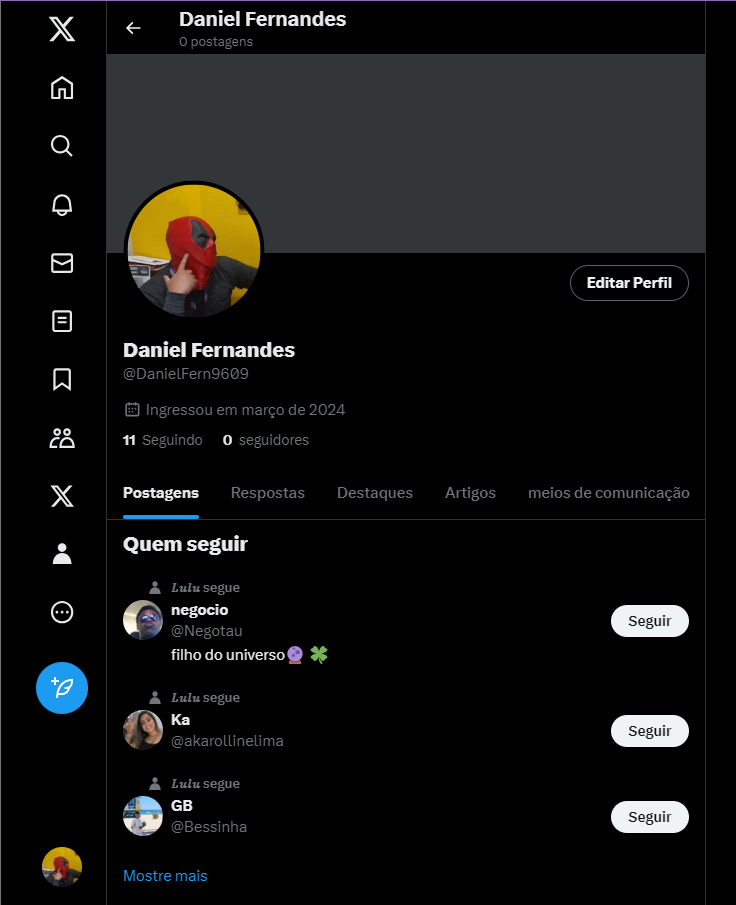 Daniel Fernandes
0 postagens
Editar Perfil
Daniel Fernandes
@DanielFern9609
Ingressou em março de 2024
11 Seguindo 0 seguidores
Postagens Respostas Destaques Artigos meios de comunicação
Quem seguir
Lulu segue
negocio
@Negotau
Seguir
filho do universo🔮 🍀
Lulu segue
Ka
@akarollinelima
Seguir
Lulu segue
GB
@Bessinha
Seguir
Mostre mais